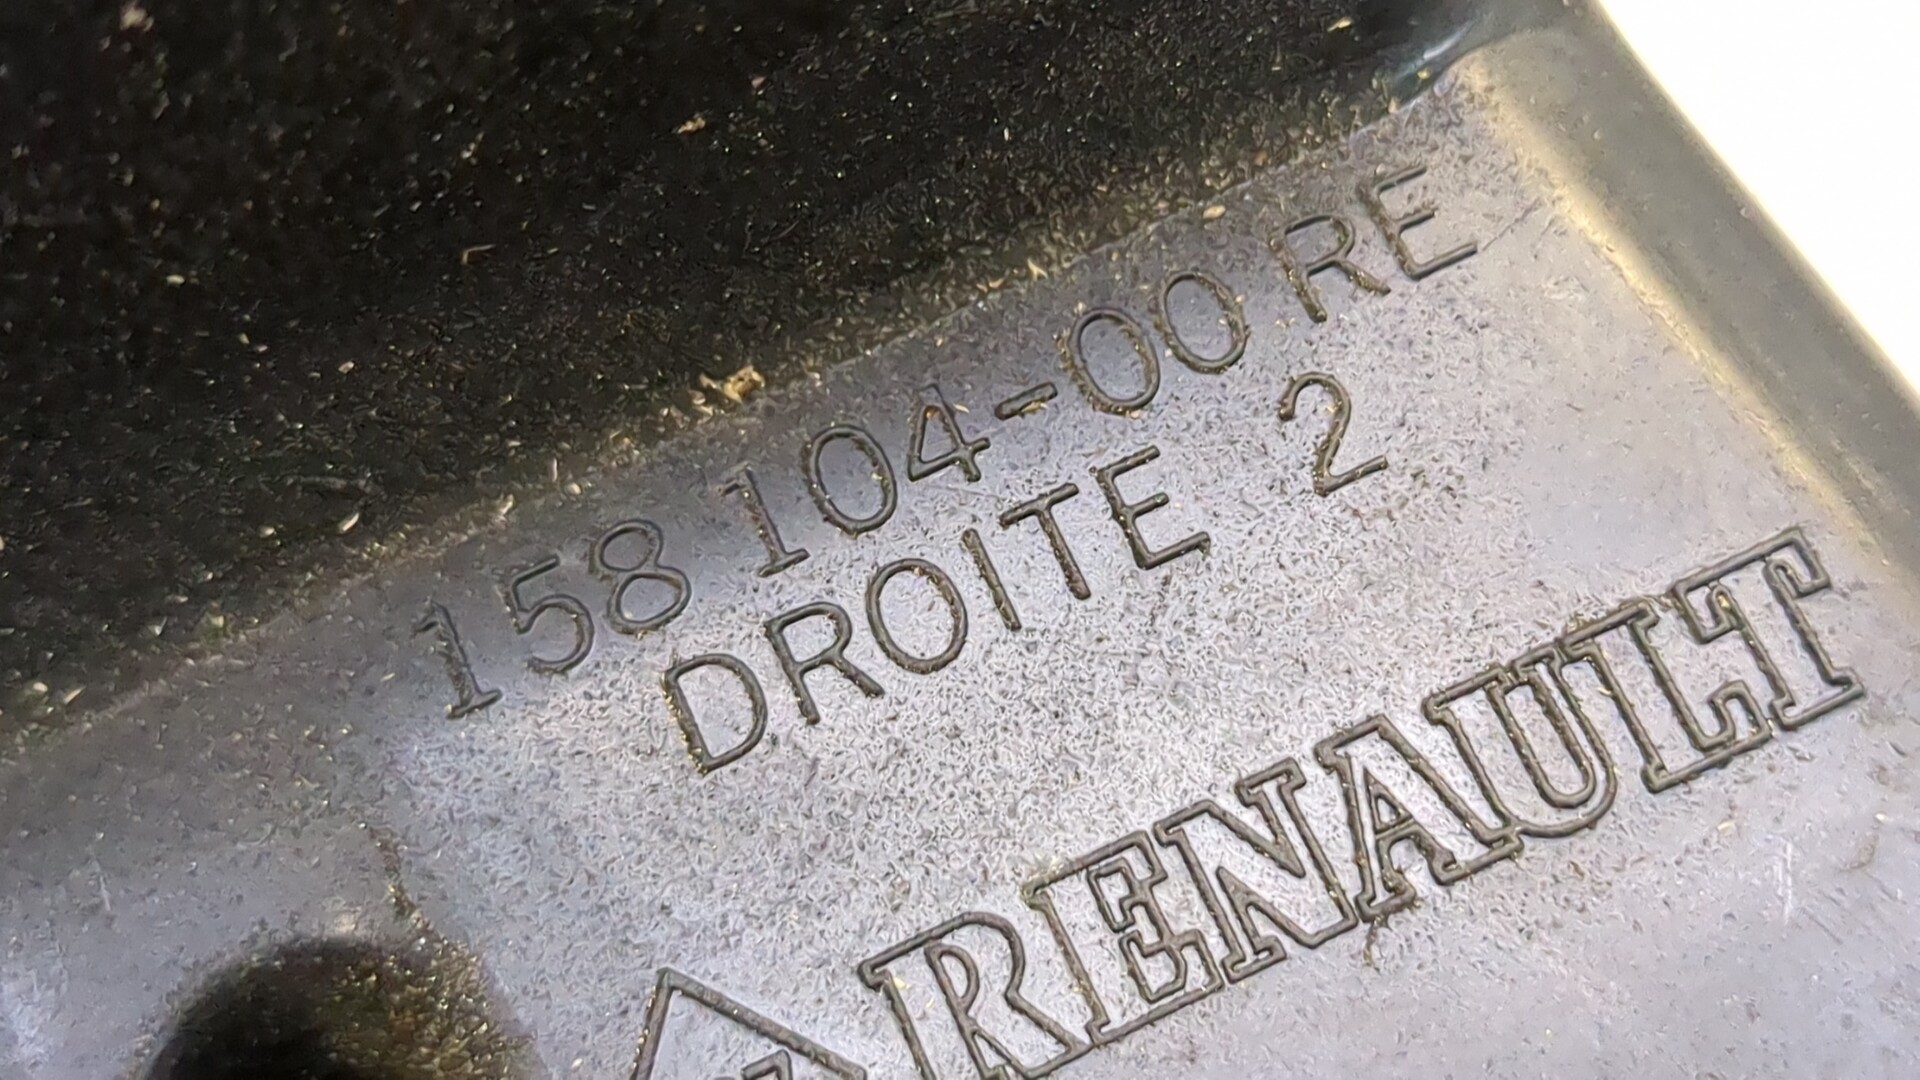 158 104-00 RE
DROITE 2
RENAULT